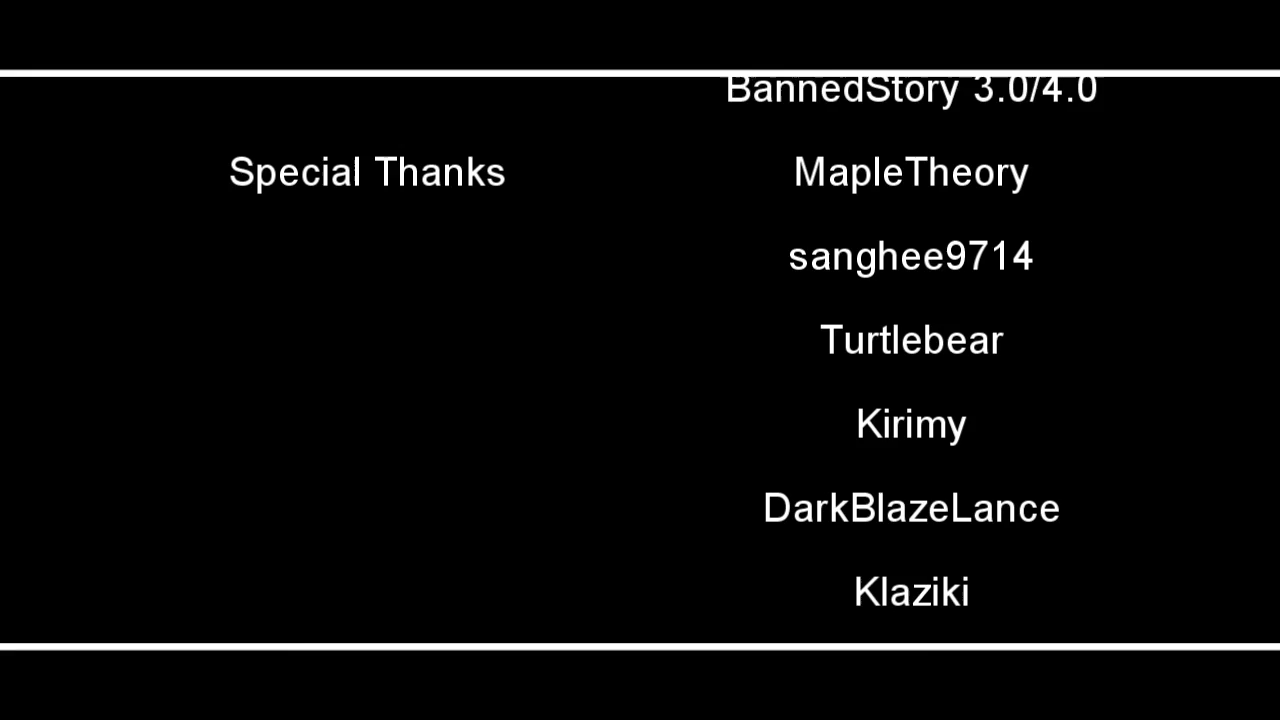 BannedStory 3.0/4.0
Special Thanks MapleTheory
sanghee9714
Turtlebear
Kirimy
DarkBlazeLance
Klaziki